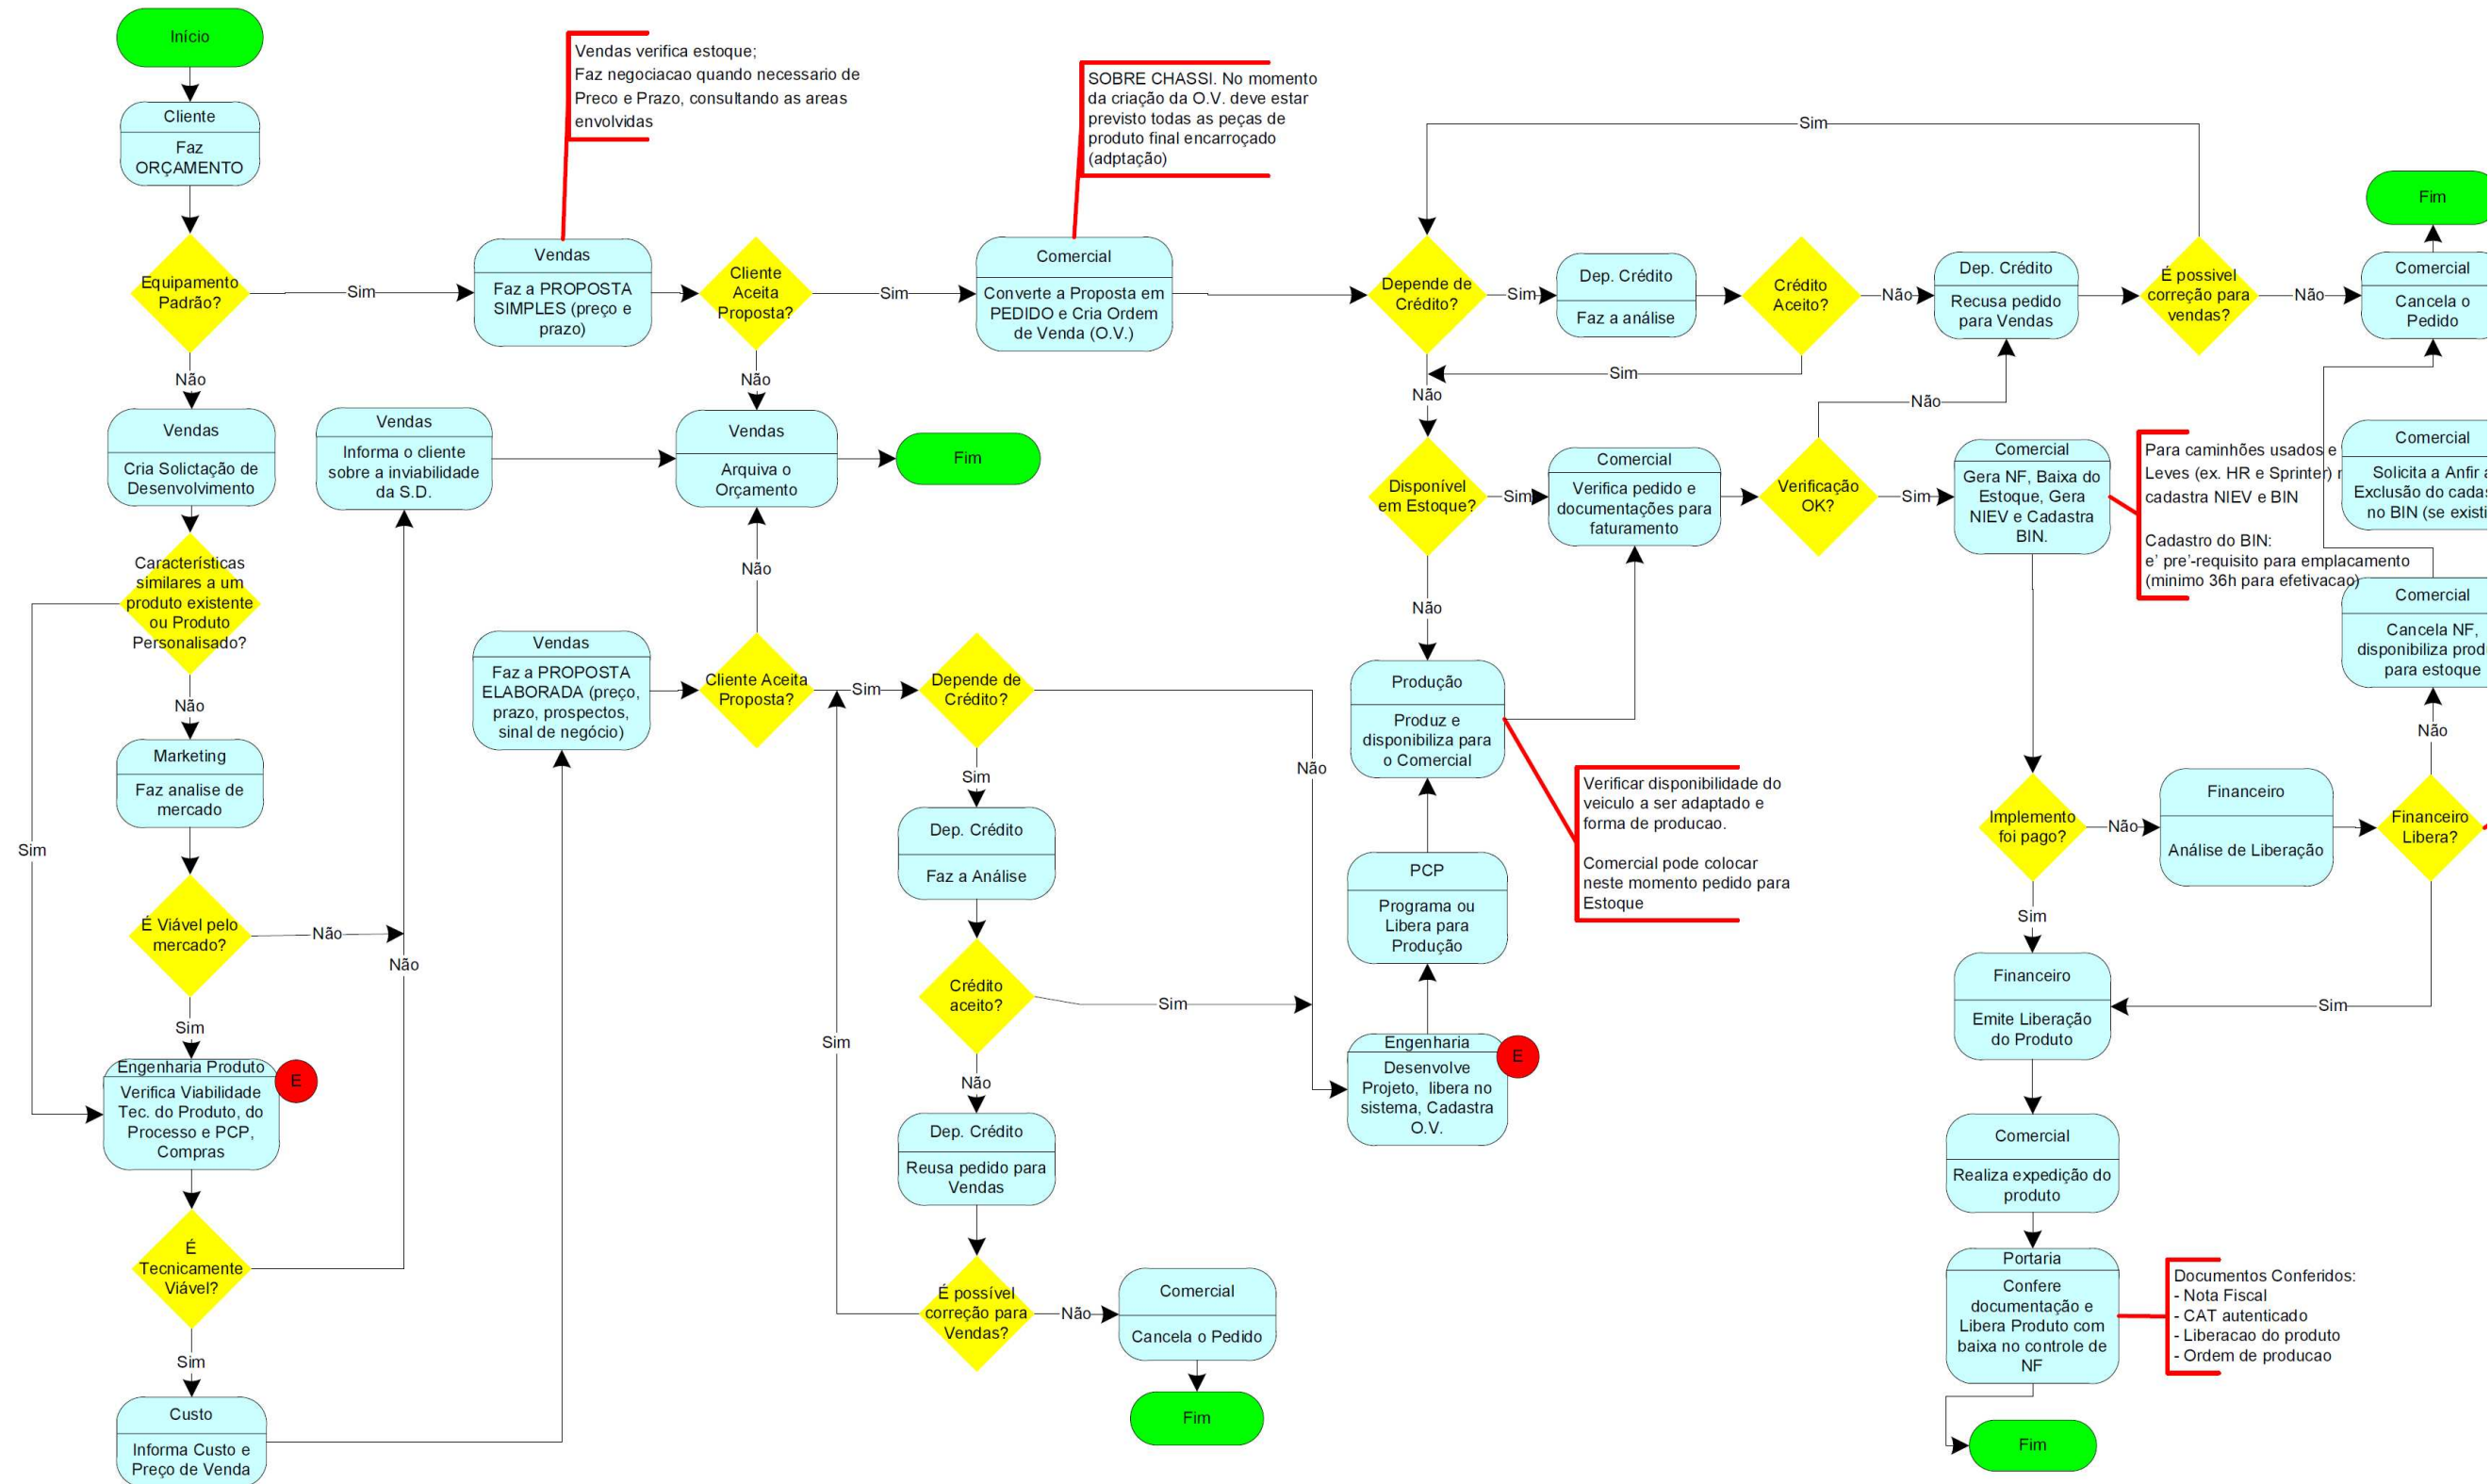 Início
Cliente
Faz
ORÇAMENTO
Equipamento
Padrão?
Sim
Não
Vendas
Faz a PROPOSTA
SIMPLES (preço e
prazo)
Vendas verifica estoque;
Faz negociacao quando necessario de
Preco e Prazo, consultando as areas
envolvidas
Cliente
Aceita
Proposta?
Sim
Não
Comercial
Converte a Proposta em
PEDIDO e Cria Ordem
de Venda (O.V.)
SOBRE CHASSI. No momento
da criação da O.V. deve estar
previsto todas as peças de
produto final encarroçado
(adptação)
Depende de
Crédito?
Sim
Não
Dep. Crédito
Faz a análise
Crédito
Aceito?
Sim
Não
Dep. Crédito
Recusa pedido
para Vendas
É possivel
correção para
vendas?
Sim
Não
Comercial
Cancela o
Pedido
Fim
Vendas
Cria Solictação de
Desenvolvimento
Vendas
Informa o cliente
sobre a inviabilidade
da S.D.
Vendas
Arquiva o
Orçamento
Fim
Disponível
em Estoque?
Sim
Não
Comercial
Verifica pedido e
documentações para
faturamento
Verificação
OK?
Não
Sim
Comercial
Gera NF, Baixa do
Estoque, Gera
NIEV e Cadastra
BIN.
Para caminhões usados e
Leves (ex. HR e Sprinter)
cadastra NIEV e BIN
Cadastro do BIN:
e' pre'-requisito para emplacamento
(minimo 36h para efetivacao)
Comercial
Solicita a Anfir
Exclusão do
no BIN (se
Comercial
Cancela NF,
disponibiliza
para estoque
Características
similares a um
produto existente
ou Produto
Personalisado?
Sim
Não
Marketing
Faz analise de
mercado
É Viável pelo
mercado?
Não
Sim
Engenharia Produto
Verifica Viabilidade
Tec. do Produto, do
Processo e PCP,
Compras
E
É
Tecnicamente
Viável?
Não
Sim
Custo
Informa Custo e
Preço de Venda
Vendas
Faz a PROPOSTA
ELABORADA (preço,
prazo, prospectos,
sinal de negócio)
Cliente Aceita
Proposta?
Não
Sim
Depende de
Crédito?
Não
Sim
Dep. Crédito
Faz a Análise
Crédito
aceito?
Sim
Não
Dep. Crédito
Reusa pedido para
Vendas
É possível
correção para
Vendas?
Sim
Não
Comercial
Cancela o Pedido
Fim
Produção
Produz e
disponibiliza para
o Comercial
Verificar disponibilidade do
veiculo a ser adaptado e
forma de producao.
Comercial pode colocar
neste momento pedido para
Estoque
PCP
Programa ou
Libera para
Produção
Engenharia
Desenvolve
Projeto, libera no
sistema, Cadastra
O.V.
E
Implemento
foi pago?
Não
Sim
Financeiro
Análise de Liberação
Financeiro
Libera?
Não
Sim
Financeiro
Emite Liberação
do Produto
Comercial
Realiza expedição do
produto
Portaria
Confere
documentação e
Libera Produto com
baixa no controle de
NF
Documentos Conferidos:
- Nota Fiscal
- CAT autenticado
- Liberacao do produto
- Ordem de producao
Fim